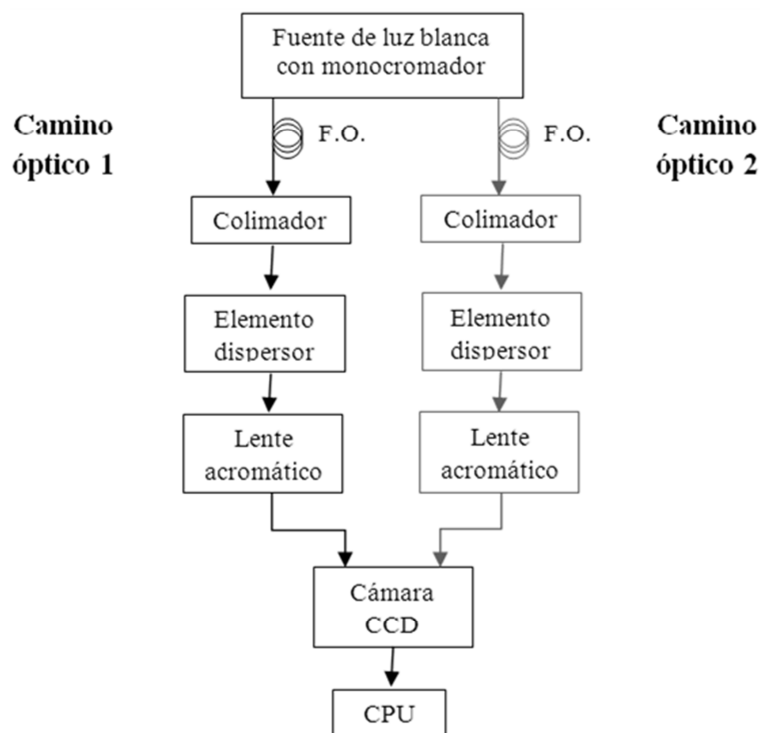 Fuente de luz blanca
con monocromador
Camino
óptico 1
F.O.
F.O.
Camino
óptico 2
Colimador
Colimador
Elemento
dispersor
Elemento
dispersor
Lente
acromático
Lente
acromático
Cámara
CCD
CPU